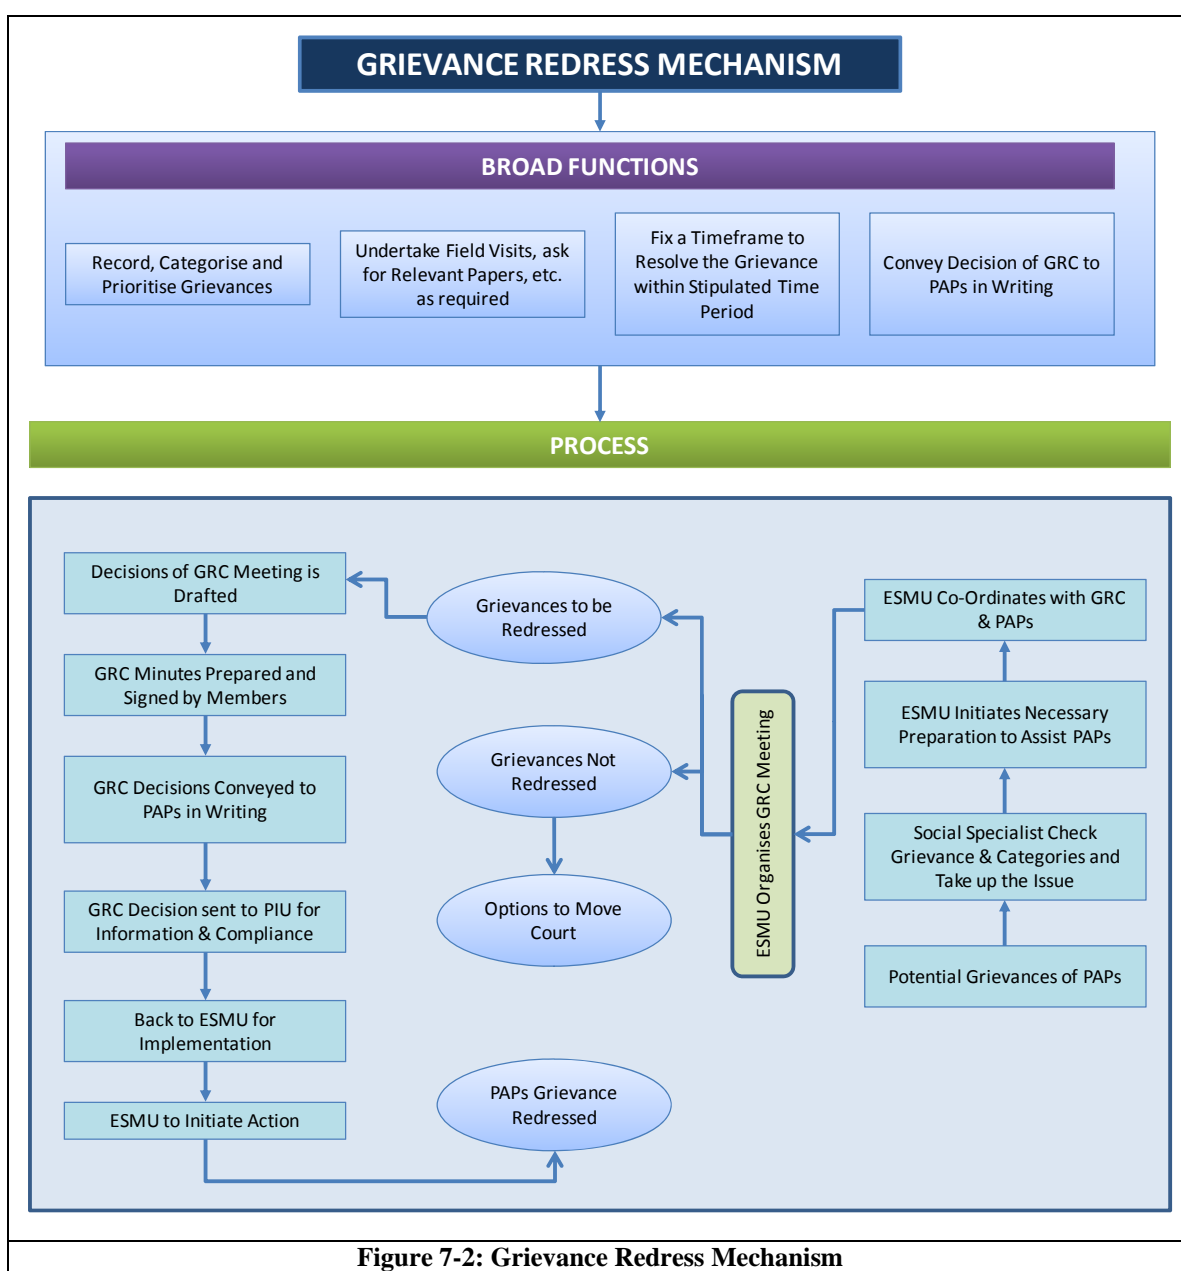 GRIEVANCE REDRESS MECHANISM
BROAD FUNCTIONS
Record, Categorise and
Prioritise Grievances
Undertake Field Visits, ask
for Relevant Papers, etc.
as required
Fix a Timeframe to
Resolve the Grievance
within Stipulated Time
Period
Convey Decision of GRC to
PAPs in Writing
PROCESS
Decisions of GRC Meeting is
Drafted
GRC Minutes Prepared and
Signed by Members
GRC Decisions Conveyed to
PAPs in Writing
GRC Decision sent to PIU for
Information & Compliance
Back to ESMU for
Implementation
ESMU to Initiate Action
Grievances to be
Redressed
Grievances Not
Redressed
Options to Move
Court
PAPs Grievance
Redressed
ESMU Organises GRC Meeting
ESMU Co-Ordinates with GRC
& PAPs
ESMU Initiates Necessary
Preparation to Assist PAPs
Social Specialist Check
Grievance & Categories and
Take up the Issue
Potential Grievances of PAPs
Figure 7-2: Grievance Redress Mechanism